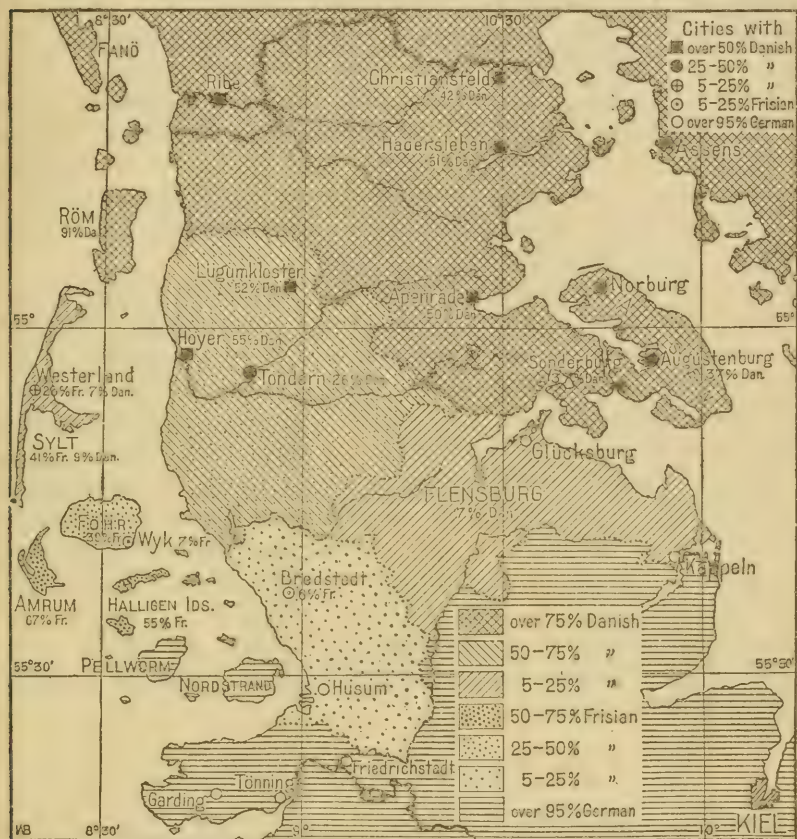 8°30'
10°30'
Cities with
over 50% Danish
25-50% "
5-25% "
5-25% Frisian
over 95% German
FANÖ
Ribe
Christiansfeld
42% Dan.
Hadersleben
61% Dan.
Assens
RÖM
91% Da.
Lügumkloster
52% Dan.
Apenrade
50% Dan.
Norburg
55°
55°
Hoyer 55% Dan.
Tondern 26% Dan.
Sonderburg
Augustenburg
37% Dan.
Westerland
26% Fr. 7% Dan.
SYLT
41% Fr. 9% Dan.
Glücksburg
FLENSBURG
7% Dan.
FÖHR
Wyk 7% Fr.
Bredstedt
6% Fr.
Kappeln
AMRUM
67% Fr.
HALLIGEN IDS.
55% Fr.
over 75% Danish
50-75% "
5-25% "
50-75% Frisian
25-50% "
5-25% "
over 95% German
55°30'
PELLWORM
NORDSTRAND
Husum
Friedrichstadt
Tönning
Garding
KIEL
8°30'
9°
10°